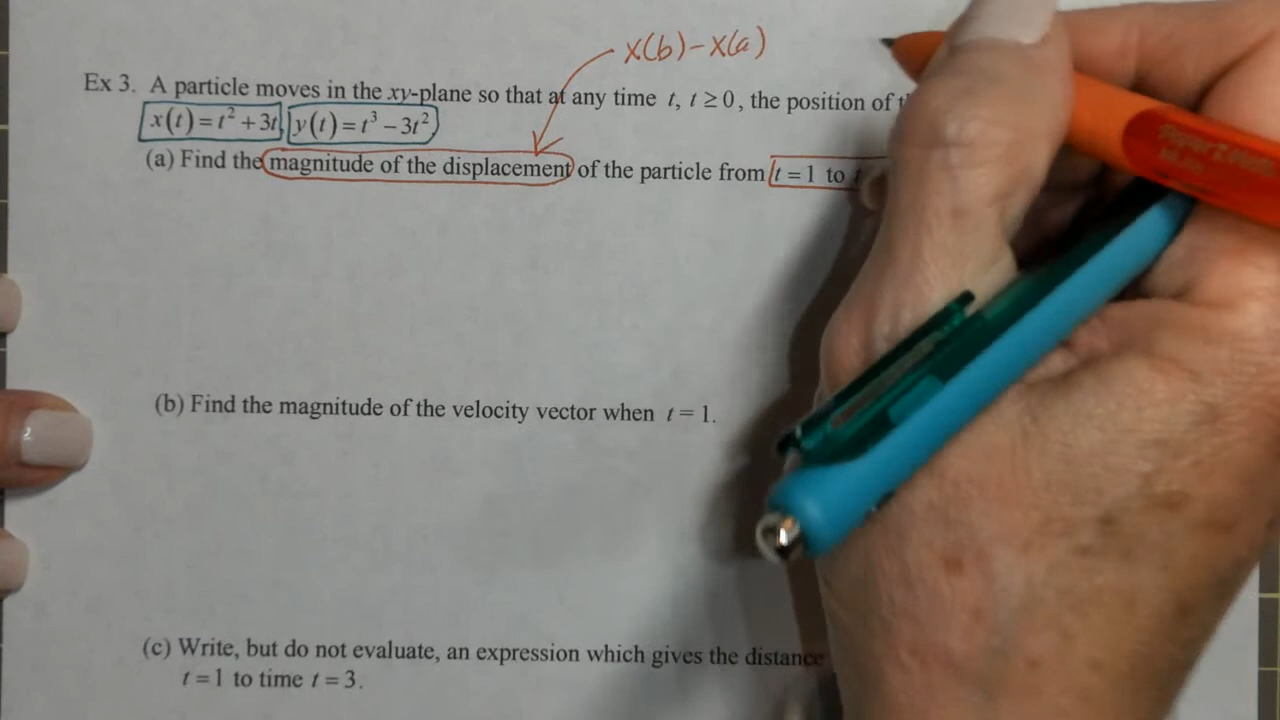 x(b)-x(a)
Ex 3. A particle moves in the xy-plane so that at any time t, t ≥ 0, the position of
x(t) = t² + 3t, y(t) = t³ − 3t²
(a) Find the magnitude of the displacement of the particle from t = 1 to
(b) Find the magnitude of the velocity vector when t = 1.
(c) Write, but do not evaluate, an expression which gives the distance
t = 1 to time t = 3.